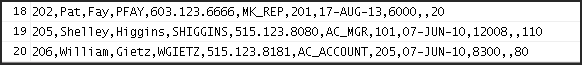 18 202,Pat,Fay,PFAY,603.123.6666,MK_REP,201,17-AUG-13,6000,,20
19 205,Shelley,Higgins,SHIGGINS,515.123.8080,AC_MGR,101,07-JUN-10,12008,,110
20 206,William,Gietz,WGIETZ,515.123.8181,AC_ACCOUNT,205,07-JUN-10,8300,,80